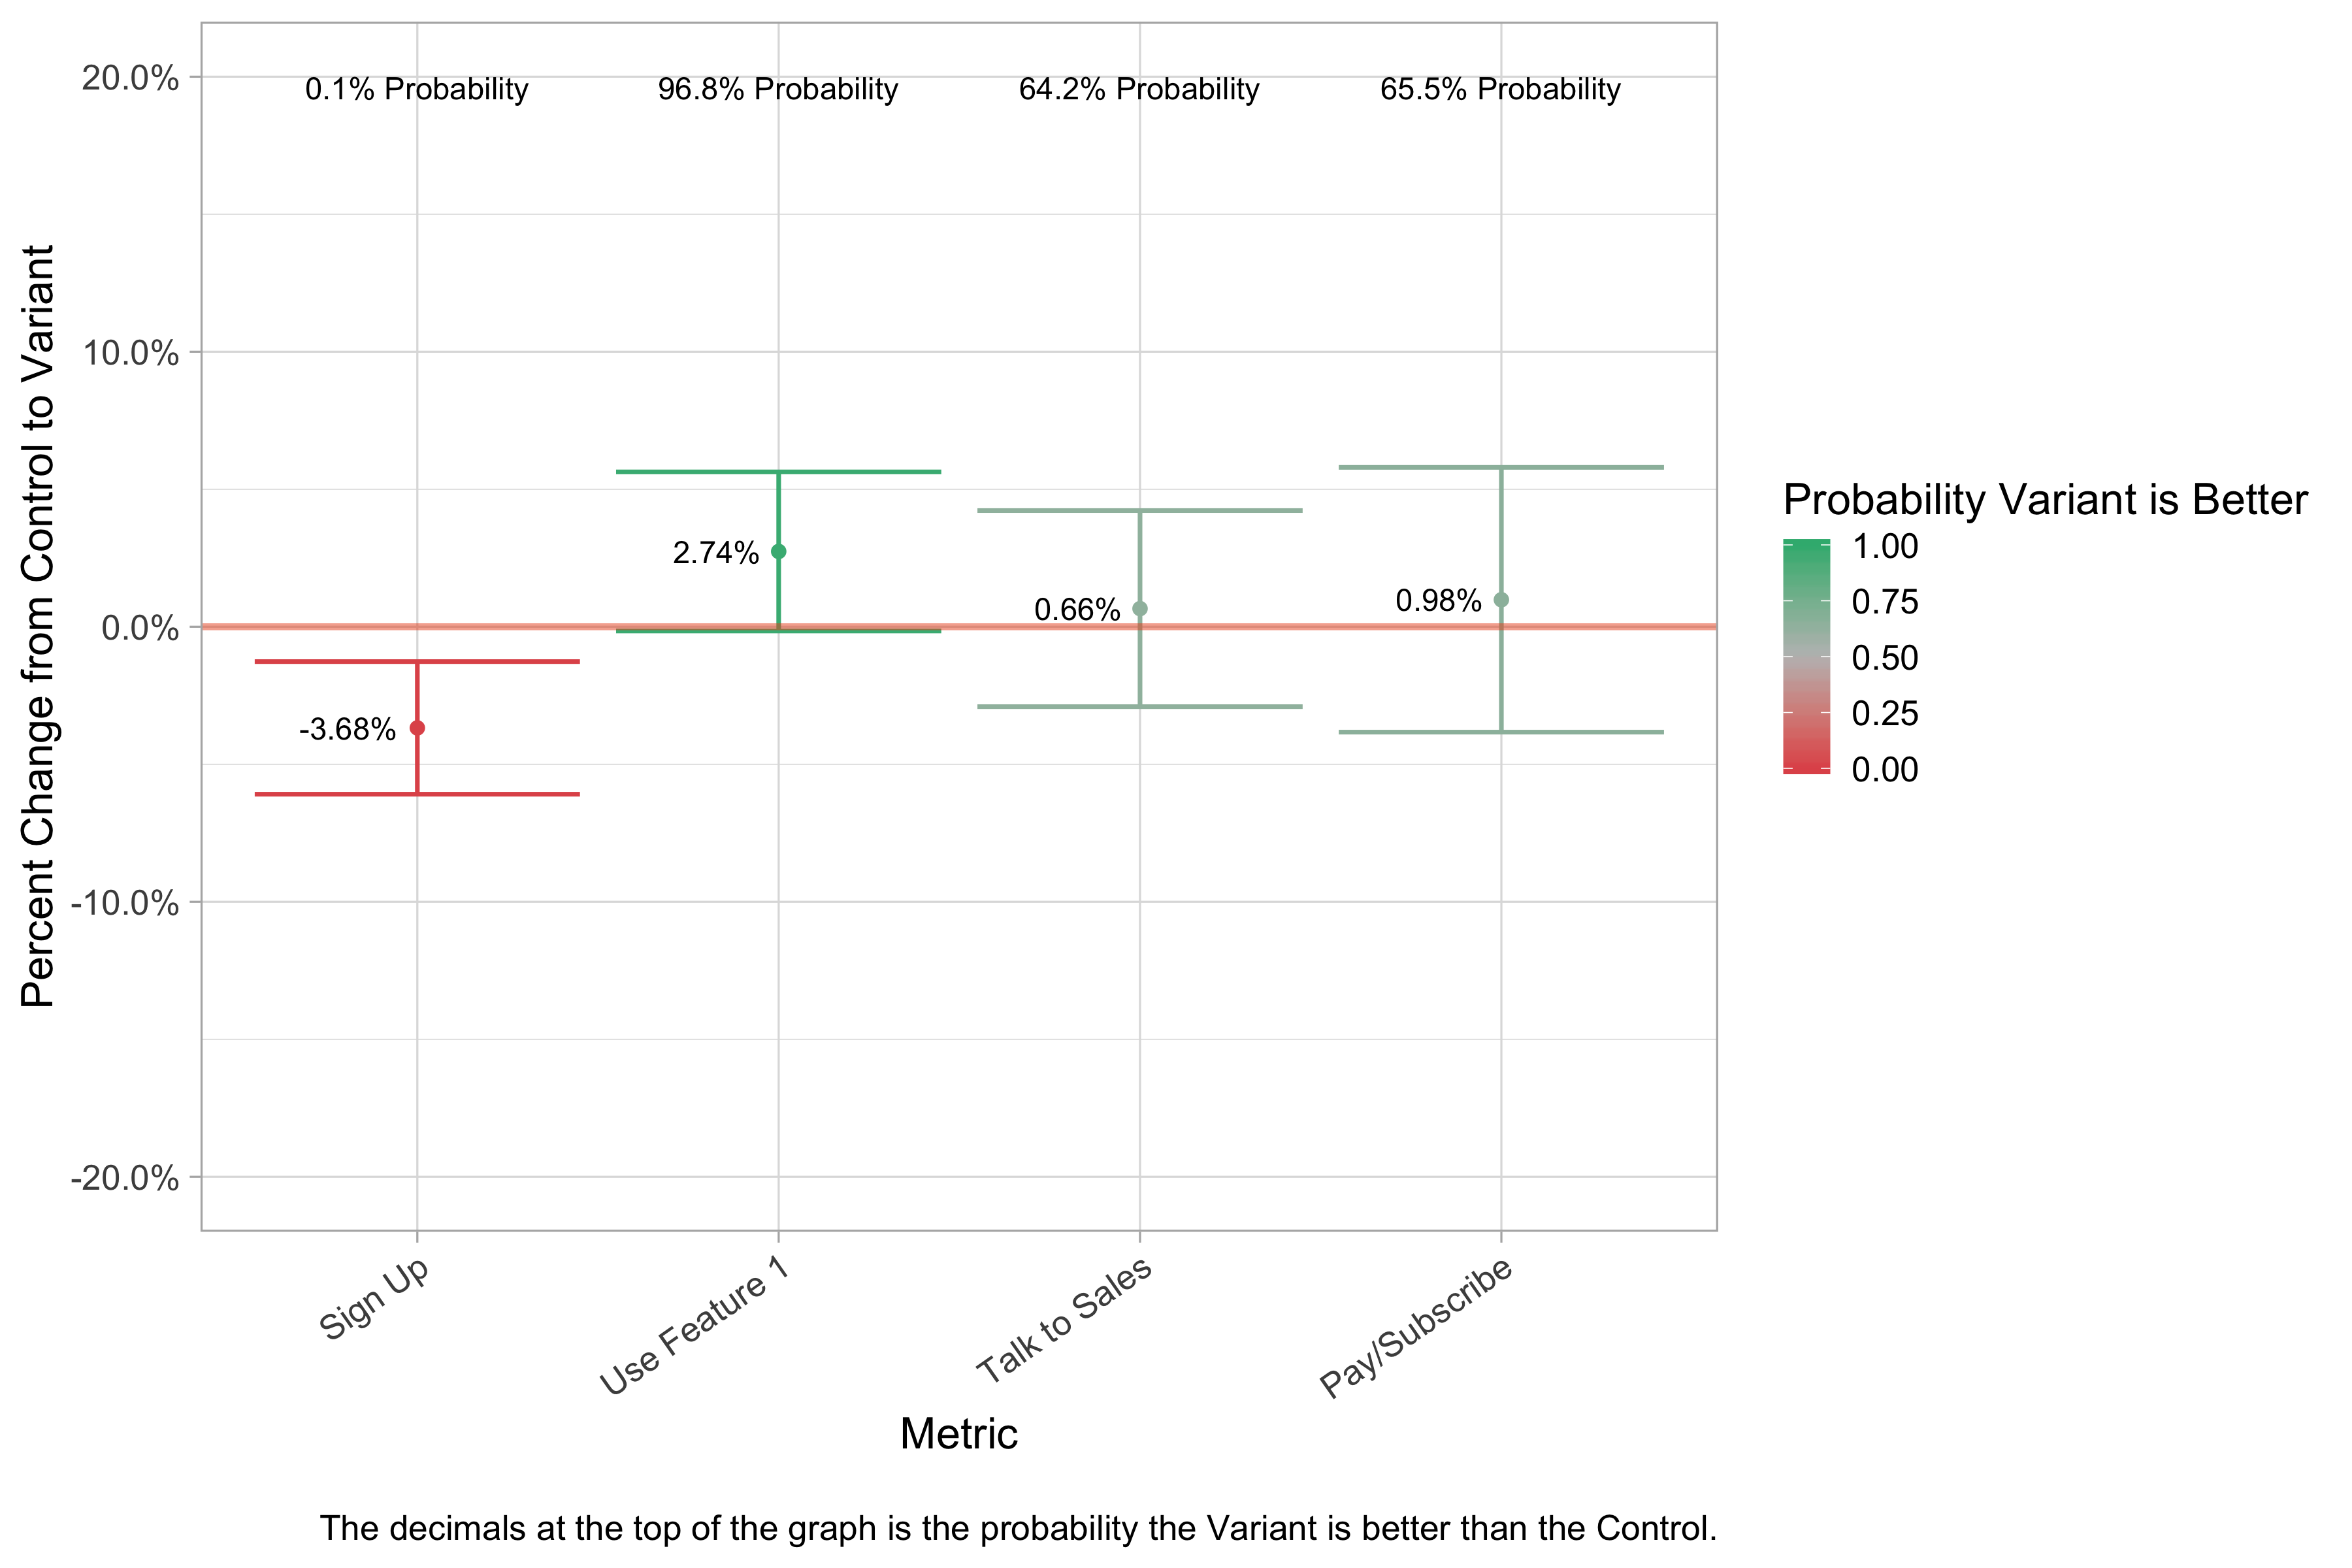 0.1% Probability
96.8% Probability
64.2% Probability
65.5% Probability
20.0%
10.0%
0.0%
-10.0%
-20.0%
Percent Change from Control to Variant
-3.68%
2.74%
0.66%
0.98%
Sign Up
Use Feature 1
Talk to Sales
Pay/Subscribe
Metric
Probability Variant is Better
1.00
0.75
0.50
0.25
0.00
The decimals at the top of the graph is the probability the Variant is better than the Control.